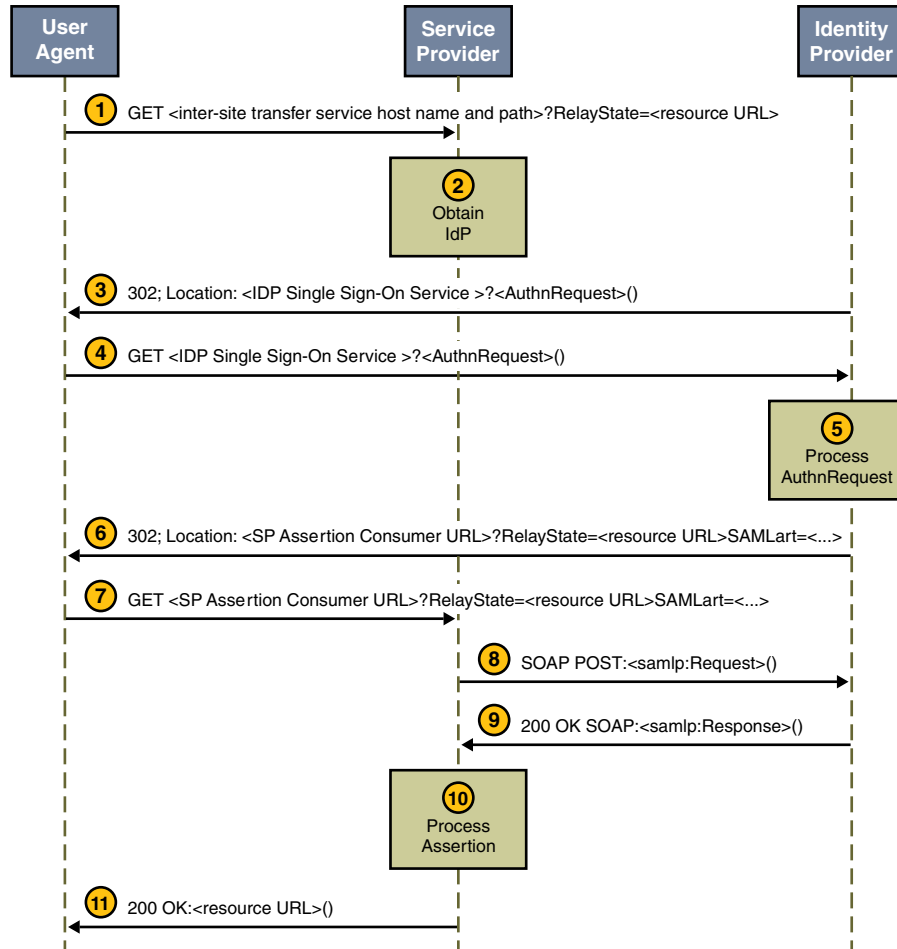 User
Agent
Service
Provider
Identity
Provider
1 GET <inter-site transfer service host name and path>?RelayState=<resource URL>
2
Obtain
IdP
3 302; Location: <IDP Single Sign-On Service >?<AuthnRequest>()
4 GET <IDP Single Sign-On Service >?<AuthnRequest>()
5
Process
AuthnRequest
6 302; Location: <SP Assertion Consumer URL>?RelayState=<resource URL>SAMLart=<...>
7 GET <SP Assertion Consumer URL>?RelayState=<resource URL>SAMLart=<...>
8 SOAP POST:<samlp:Request>()
9 200 OK SOAP:<samlp:Response>()
10
Process
Assertion
11 200 OK:<resource URL>()